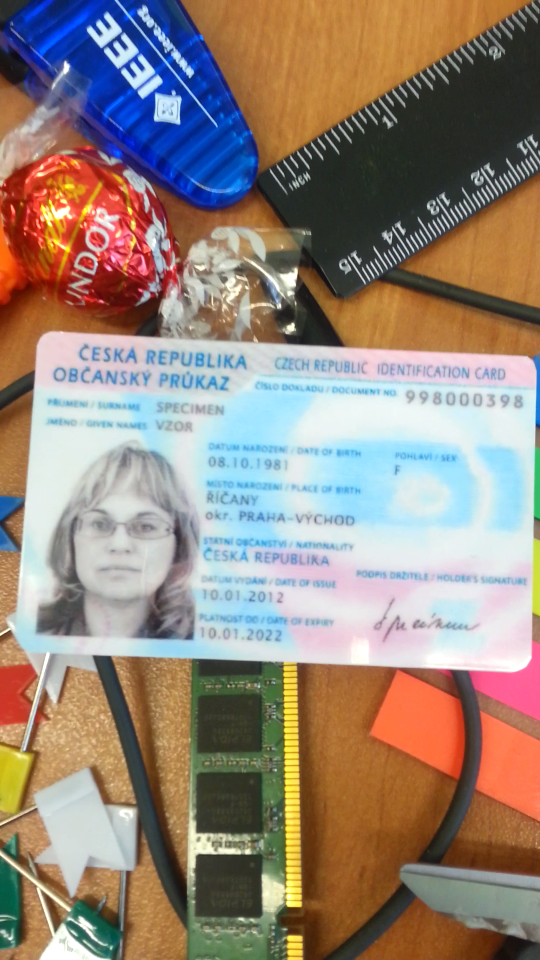 IEEE
www.ieee.org
INCH
1
2
15
14
13
12
11
LINDOR
ČESKÁ REPUBLIKA
CZECH REPUBLIC IDENTIFICATION CARD
OBČANSKÝ PRŮKAZ
ČÍSLO DOKLADU / DOCUMENT NO. 998000398
PŘÍJMENÍ / SURNAME SPECIMEN
JMÉNO / GIVEN NAMES VZOR
DATUM NAROZENÍ / DATE OF BIRTH
POHLAVÍ / SEX
08.10.1981
F
MÍSTO NAROZENÍ / PLACE OF BIRTH
ŘÍČANY
okr. PRAHA-VÝCHOD
STÁTNÍ OBČANSTVÍ / NATIONALITY
ČESKÁ REPUBLIKA
DATUM VYDÁNÍ / DATE OF ISSUE
PODPIS DRŽITELE / HOLDER'S SIGNATURE
10.01.2012
Specimen
PLATNOST DO / DATE OF EXPIRY
10.01.2022
ELPIDA